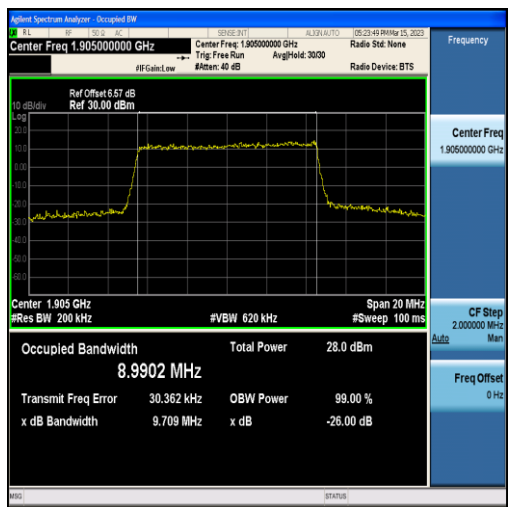 Agilent Spectrum Analyzer - Occupied BW
RL RF 50 Ω AC SENSE:INT ALIGN AUTO 05:23:49 PM Mar 15, 2023
Center Freq 1.905000000 GHz
Center Freq: 1.905000000 GHz
Radio Std: None
Trig: Free Run Avg|Hold: 30/30
#IFGain:Low #Atten: 40 dB Radio Device: BTS
Frequency
Ref Offset 6.57 dB
10 dB/div Ref 30.00 dBm
Log
20.0
10.0
0.00
-10.0
-20.0
-30.0
-40.0
-50.0
-60.0
Center 1.905 GHz Span 20 MHz
#Res BW 200 kHz #VBW 620 kHz #Sweep 100 ms
Center Freq
1.905000000 GHz
CF Step
2.000000 MHz
Auto Man
Freq Offset
0 Hz
Occupied Bandwidth Total Power 28.0 dBm
8.9902 MHz
Transmit Freq Error 30.362 kHz OBW Power 99.00 %
x dB Bandwidth 9.709 MHz x dB -26.00 dB
MSG STATUS